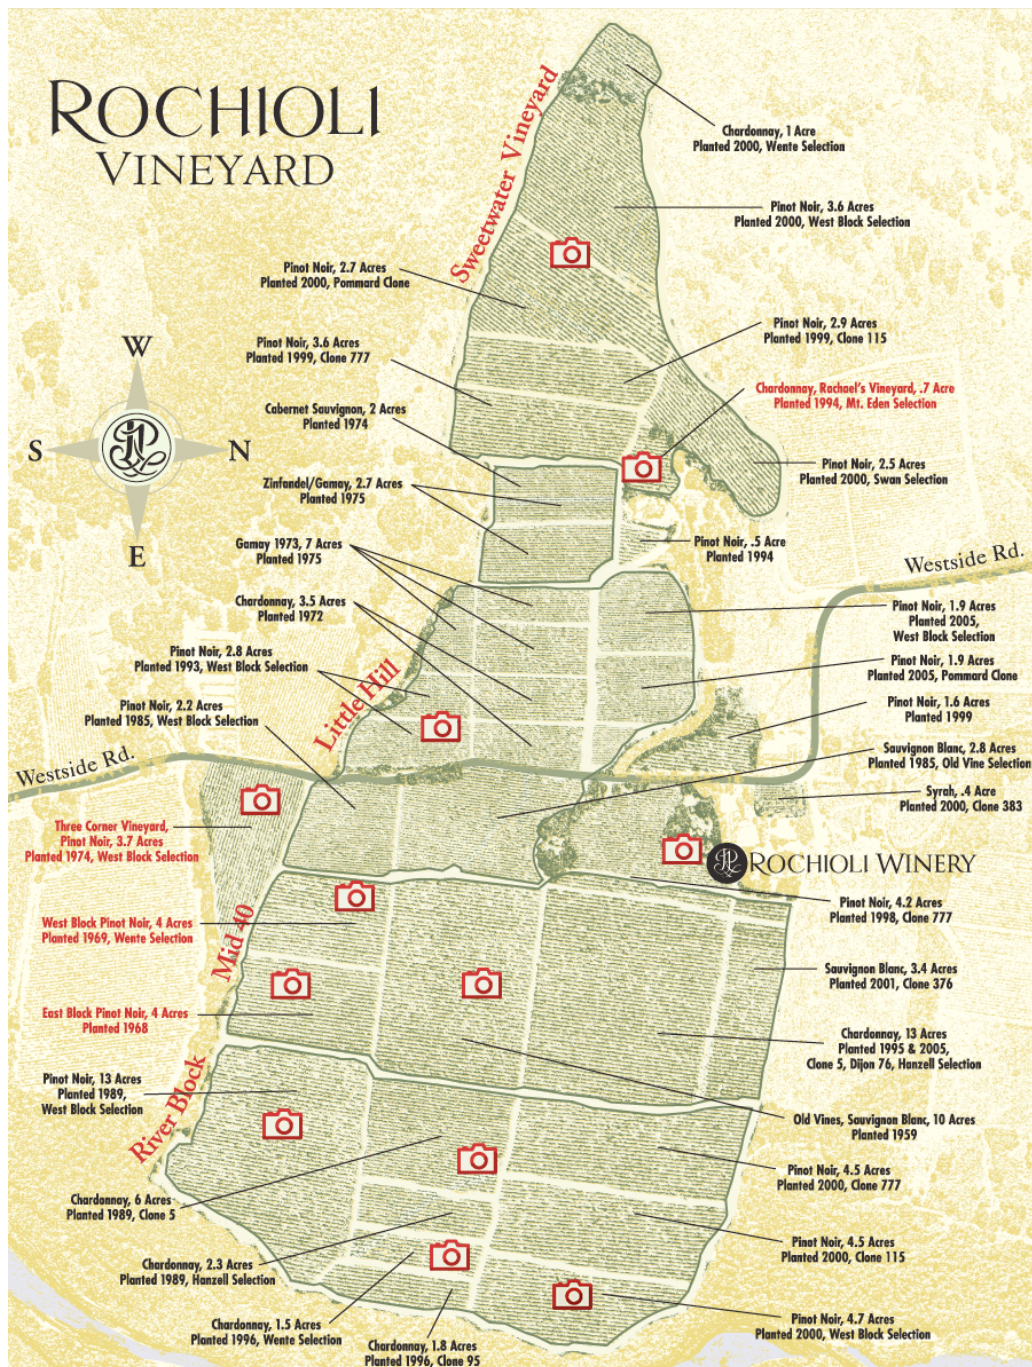 ROCHIOLI
VINEYARD
Sweetwater Vineyard
Chardonnay, 1 Acre
Planted 2000, Wente Selection
Pinot Noir, 3.6 Acres
Planted 2000, West Block Selection
Pinot Noir, 2.7 Acres
Planted 2000, Pommard Clone
Pinot Noir, 2.9 Acres
Planted 1999, Clone 115
Pinot Noir, 3.6 Acres
Planted 1999, Clone 777
Chardonnay, Rachael's Vineyard, .7 Acre
Planted 1994, Mt. Eden Selection
Cabernet Sauvignon, 2 Acres
Planted 1974
W
S
N
E
Pinot Noir, 2.5 Acres
Planted 2000, Swan Selection
Zinfandel/Gamay, 2.7 Acres
Planted 1975
Pinot Noir, .5 Acre
Planted 1994
Gamay 1973, 7 Acres
Planted 1975
Westside Rd.
Chardonnay, 3.5 Acres
Planted 1972
Pinot Noir, 1.9 Acres
Planted 2005,
West Block Selection
Pinot Noir, 2.8 Acres
Planted 1993, West Block Selection
Pinot Noir, 1.9 Acres
Planted 2005, Pommard Clone
Little Hill
Pinot Noir, 2.2 Acres
Planted 1985, West Block Selection
Pinot Noir, 1.6 Acres
Planted 1999
Westside Rd.
Sauvignon Blanc, 2.8 Acres
Planted 1985, Old Vine Selection
Syrah, .4 Acre
Planted 2000, Clone 383
Three Corner Vineyard,
Pinot Noir, 3.7 Acres
Planted 1974, West Block Selection
ROCHIOLI WINERY
Pinot Noir, 4.2 Acres
Planted 1998, Clone 777
West Block Pinot Noir, 4 Acres
Planted 1969, Wente Selection
Mid 40
Sauvignon Blanc, 3.4 Acres
Planted 2001, Clone 376
East Block Pinot Noir, 4 Acres
Planted 1968
Chardonnay, 13 Acres
Planted 1995 & 2005,
Clone 5, Dijon 76, Hanzell Selection
River Block
Pinot Noir, 13 Acres
Planted 1989,
West Block Selection
Old Vines, Sauvignon Blanc, 10 Acres
Planted 1959
Pinot Noir, 4.5 Acres
Planted 2000, Clone 777
Chardonnay, 6 Acres
Planted 1989, Clone 5
Pinot Noir, 4.5 Acres
Planted 2000, Clone 115
Chardonnay, 2.3 Acres
Planted 1989, Hanzell Selection
Chardonnay, 1.5 Acres
Planted 1996, Wente Selection
Pinot Noir, 4.7 Acres
Planted 2000, West Block Selection
Chardonnay, 1.8 Acres
Planted 1996, Clone 95